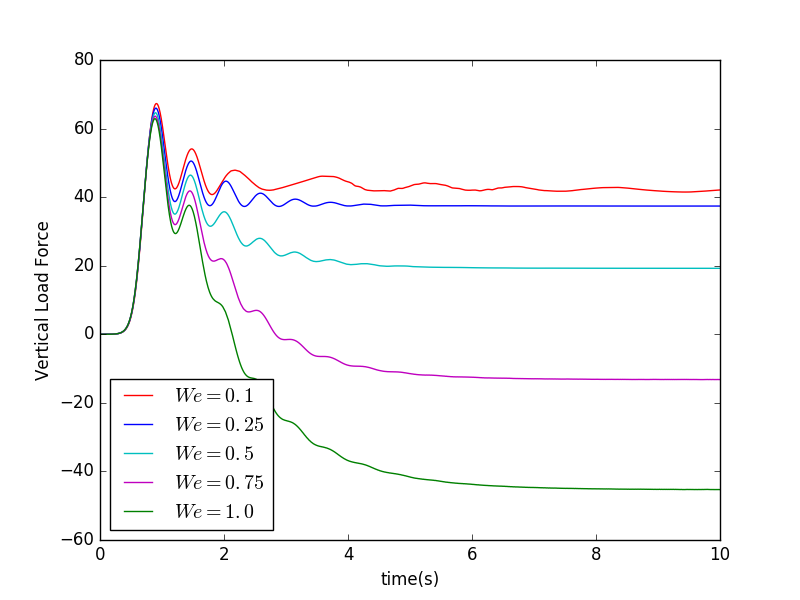 80
60
40
20
0
−20
−40
−60
0
2
4
6
8
10
Vertical Load Force
time(s)
We = 0.1
We = 0.25
We = 0.5
We = 0.75
We = 1.0